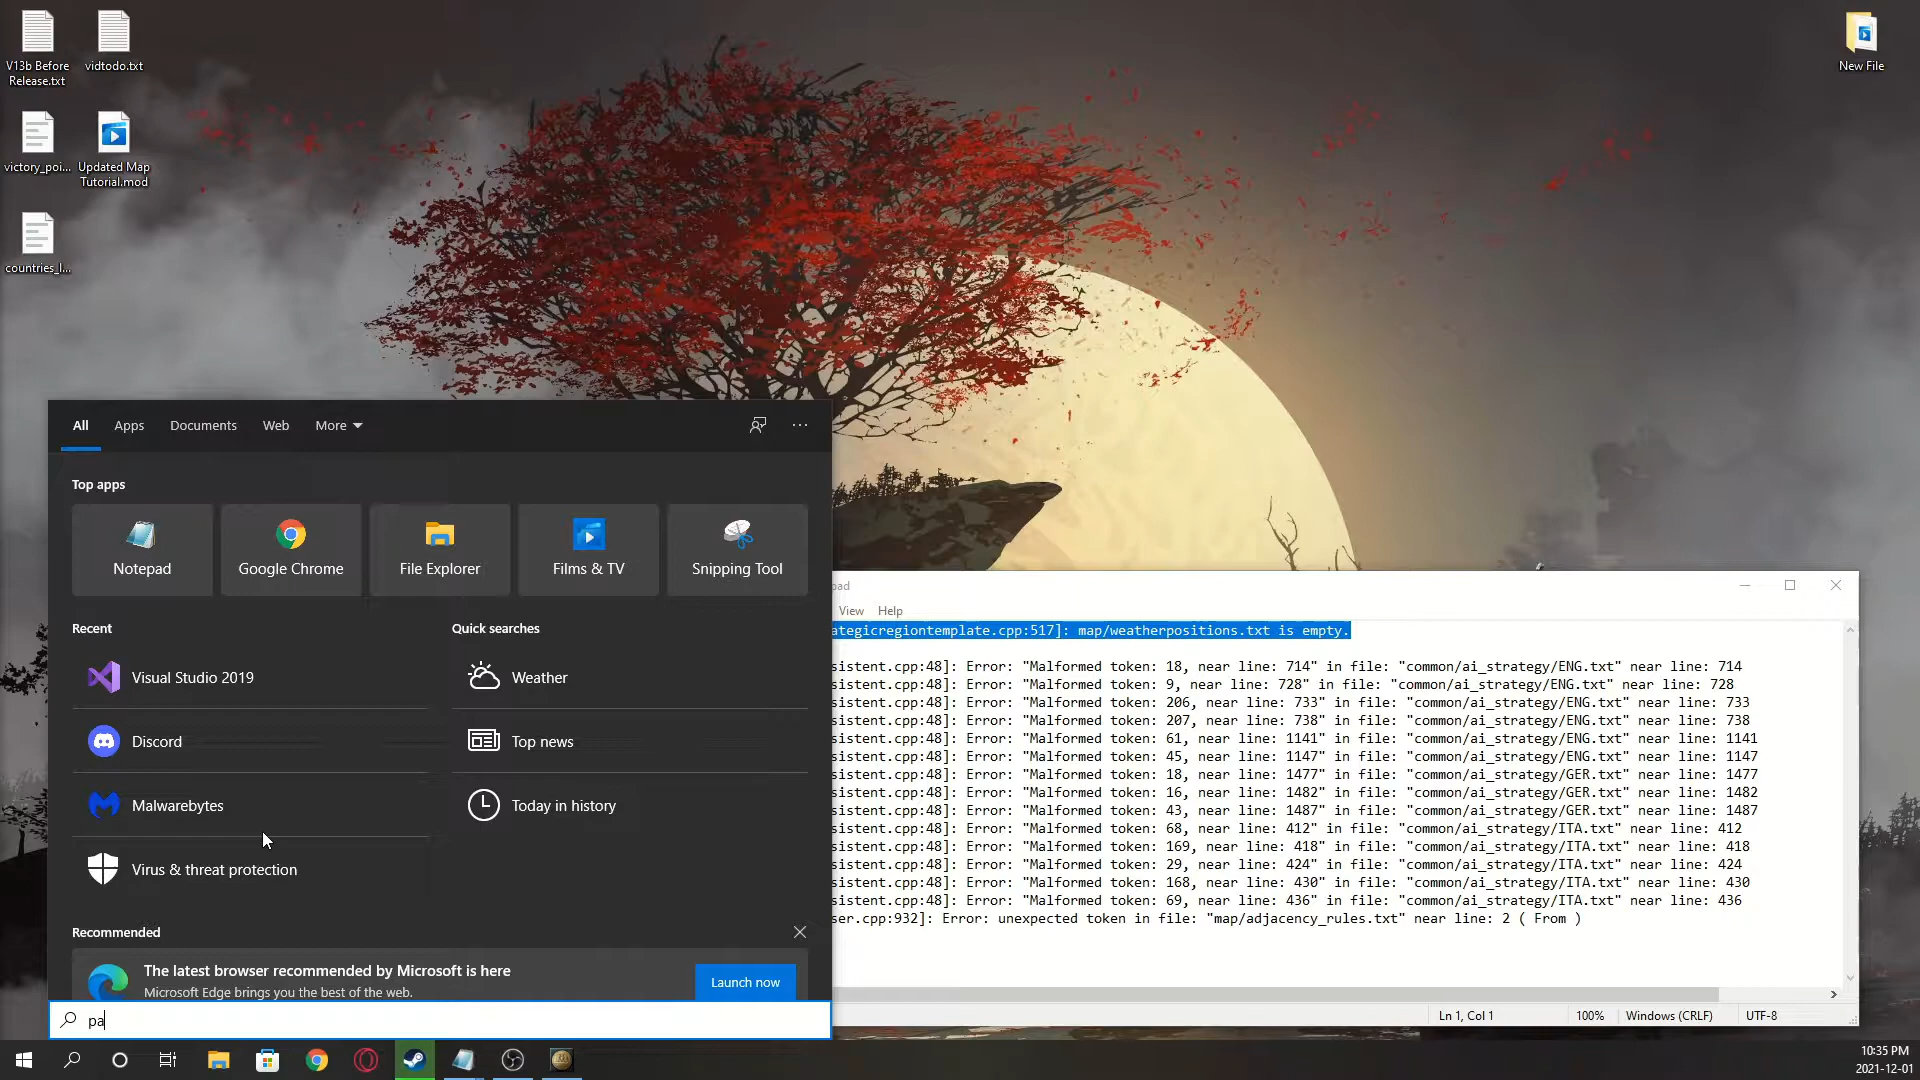 V13b Before
Release.txt
vidtodo.txt
New File
victory_poi...
Updated Map
Tutorial.mod
countries_l...
All
Apps
Documents
Web
More
Top apps
Notepad
Google Chrome
File Explorer
Films & TV
Snipping Tool
Recent
Visual Studio 2019
Discord
Malwarebytes
Virus & threat protection
Quick searches
Weather
Top news
Today in history
Recommended
The latest browser recommended by Microsoft is here
Microsoft Edge brings you the best of the web.
Launch now
pa
pad
View Help
ategicregiontemplate.cpp:517]: map/weatherpositions.txt is empty.
sistent.cpp:48]: Error: "Malformed token: 18, near line: 714" in file: "common/ai_strategy/ENG.txt" near line: 714
sistent.cpp:48]: Error: "Malformed token: 9, near line: 728" in file: "common/ai_strategy/ENG.txt" near line: 728
sistent.cpp:48]: Error: "Malformed token: 206, near line: 733" in file: "common/ai_strategy/ENG.txt" near line: 733
sistent.cpp:48]: Error: "Malformed token: 207, near line: 738" in file: "common/ai_strategy/ENG.txt" near line: 738
sistent.cpp:48]: Error: "Malformed token: 61, near line: 1141" in file: "common/ai_strategy/ENG.txt" near line: 1141
sistent.cpp:48]: Error: "Malformed token: 45, near line: 1147" in file: "common/ai_strategy/ENG.txt" near line: 1147
sistent.cpp:48]: Error: "Malformed token: 18, near line: 1477" in file: "common/ai_strategy/GER.txt" near line: 1477
sistent.cpp:48]: Error: "Malformed token: 16, near line: 1482" in file: "common/ai_strategy/GER.txt" near line: 1482
sistent.cpp:48]: Error: "Malformed token: 43, near line: 1487" in file: "common/ai_strategy/GER.txt" near line: 1487
sistent.cpp:48]: Error: "Malformed token: 68, near line: 412" in file: "common/ai_strategy/ITA.txt" near line: 412
sistent.cpp:48]: Error: "Malformed token: 169, near line: 418" in file: "common/ai_strategy/ITA.txt" near line: 418
sistent.cpp:48]: Error: "Malformed token: 29, near line: 424" in file: "common/ai_strategy/ITA.txt" near line: 424
sistent.cpp:48]: Error: "Malformed token: 168, near line: 430" in file: "common/ai_strategy/ITA.txt" near line: 430
sistent.cpp:48]: Error: "Malformed token: 69, near line: 436" in file: "common/ai_strategy/ITA.txt" near line: 436
ser.cpp:932]: Error: unexpected token in file: "map/adjacency_rules.txt" near line: 2 ( From )
Ln 1, Col 1
100%
Windows (CRLF)
UTF-8
10:35 PM
2021-12-01